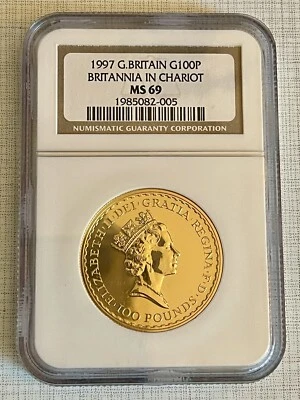 1997 G.BRITAIN G100P
BRITANNIA IN CHARIOT
MS 69
1985082-005
NUMISMATIC GUARANTY CORPORATION
ELIZABETH·II·DEI·GRATIA·REGINA·F·D·
100 POUNDS